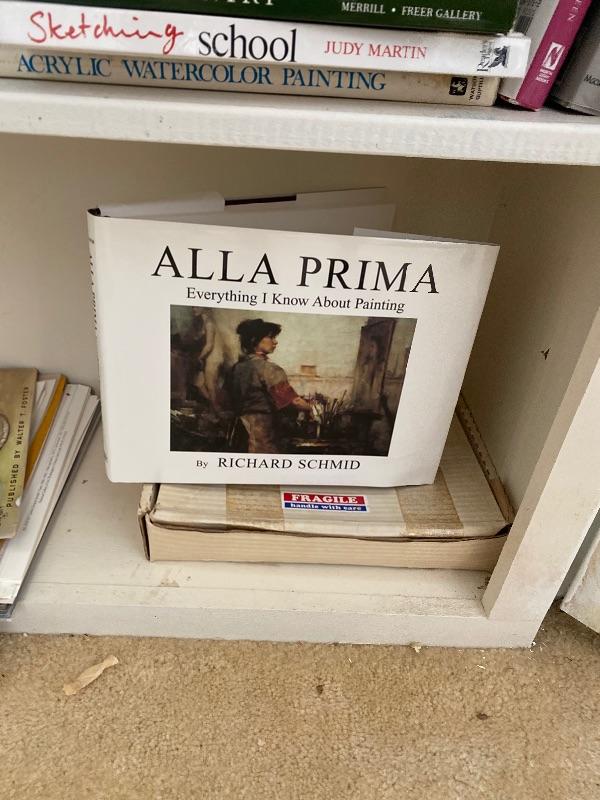 MERRILL • FREER GALLERY
Sketching school JUDY MARTIN
ACRYLIC WATERCOLOR PAINTING
ALLA PRIMA
Everything I Know About Painting
By RICHARD SCHMID
FRAGILE
handle with care
PUBLISHED BY WALTER T. FOSTER